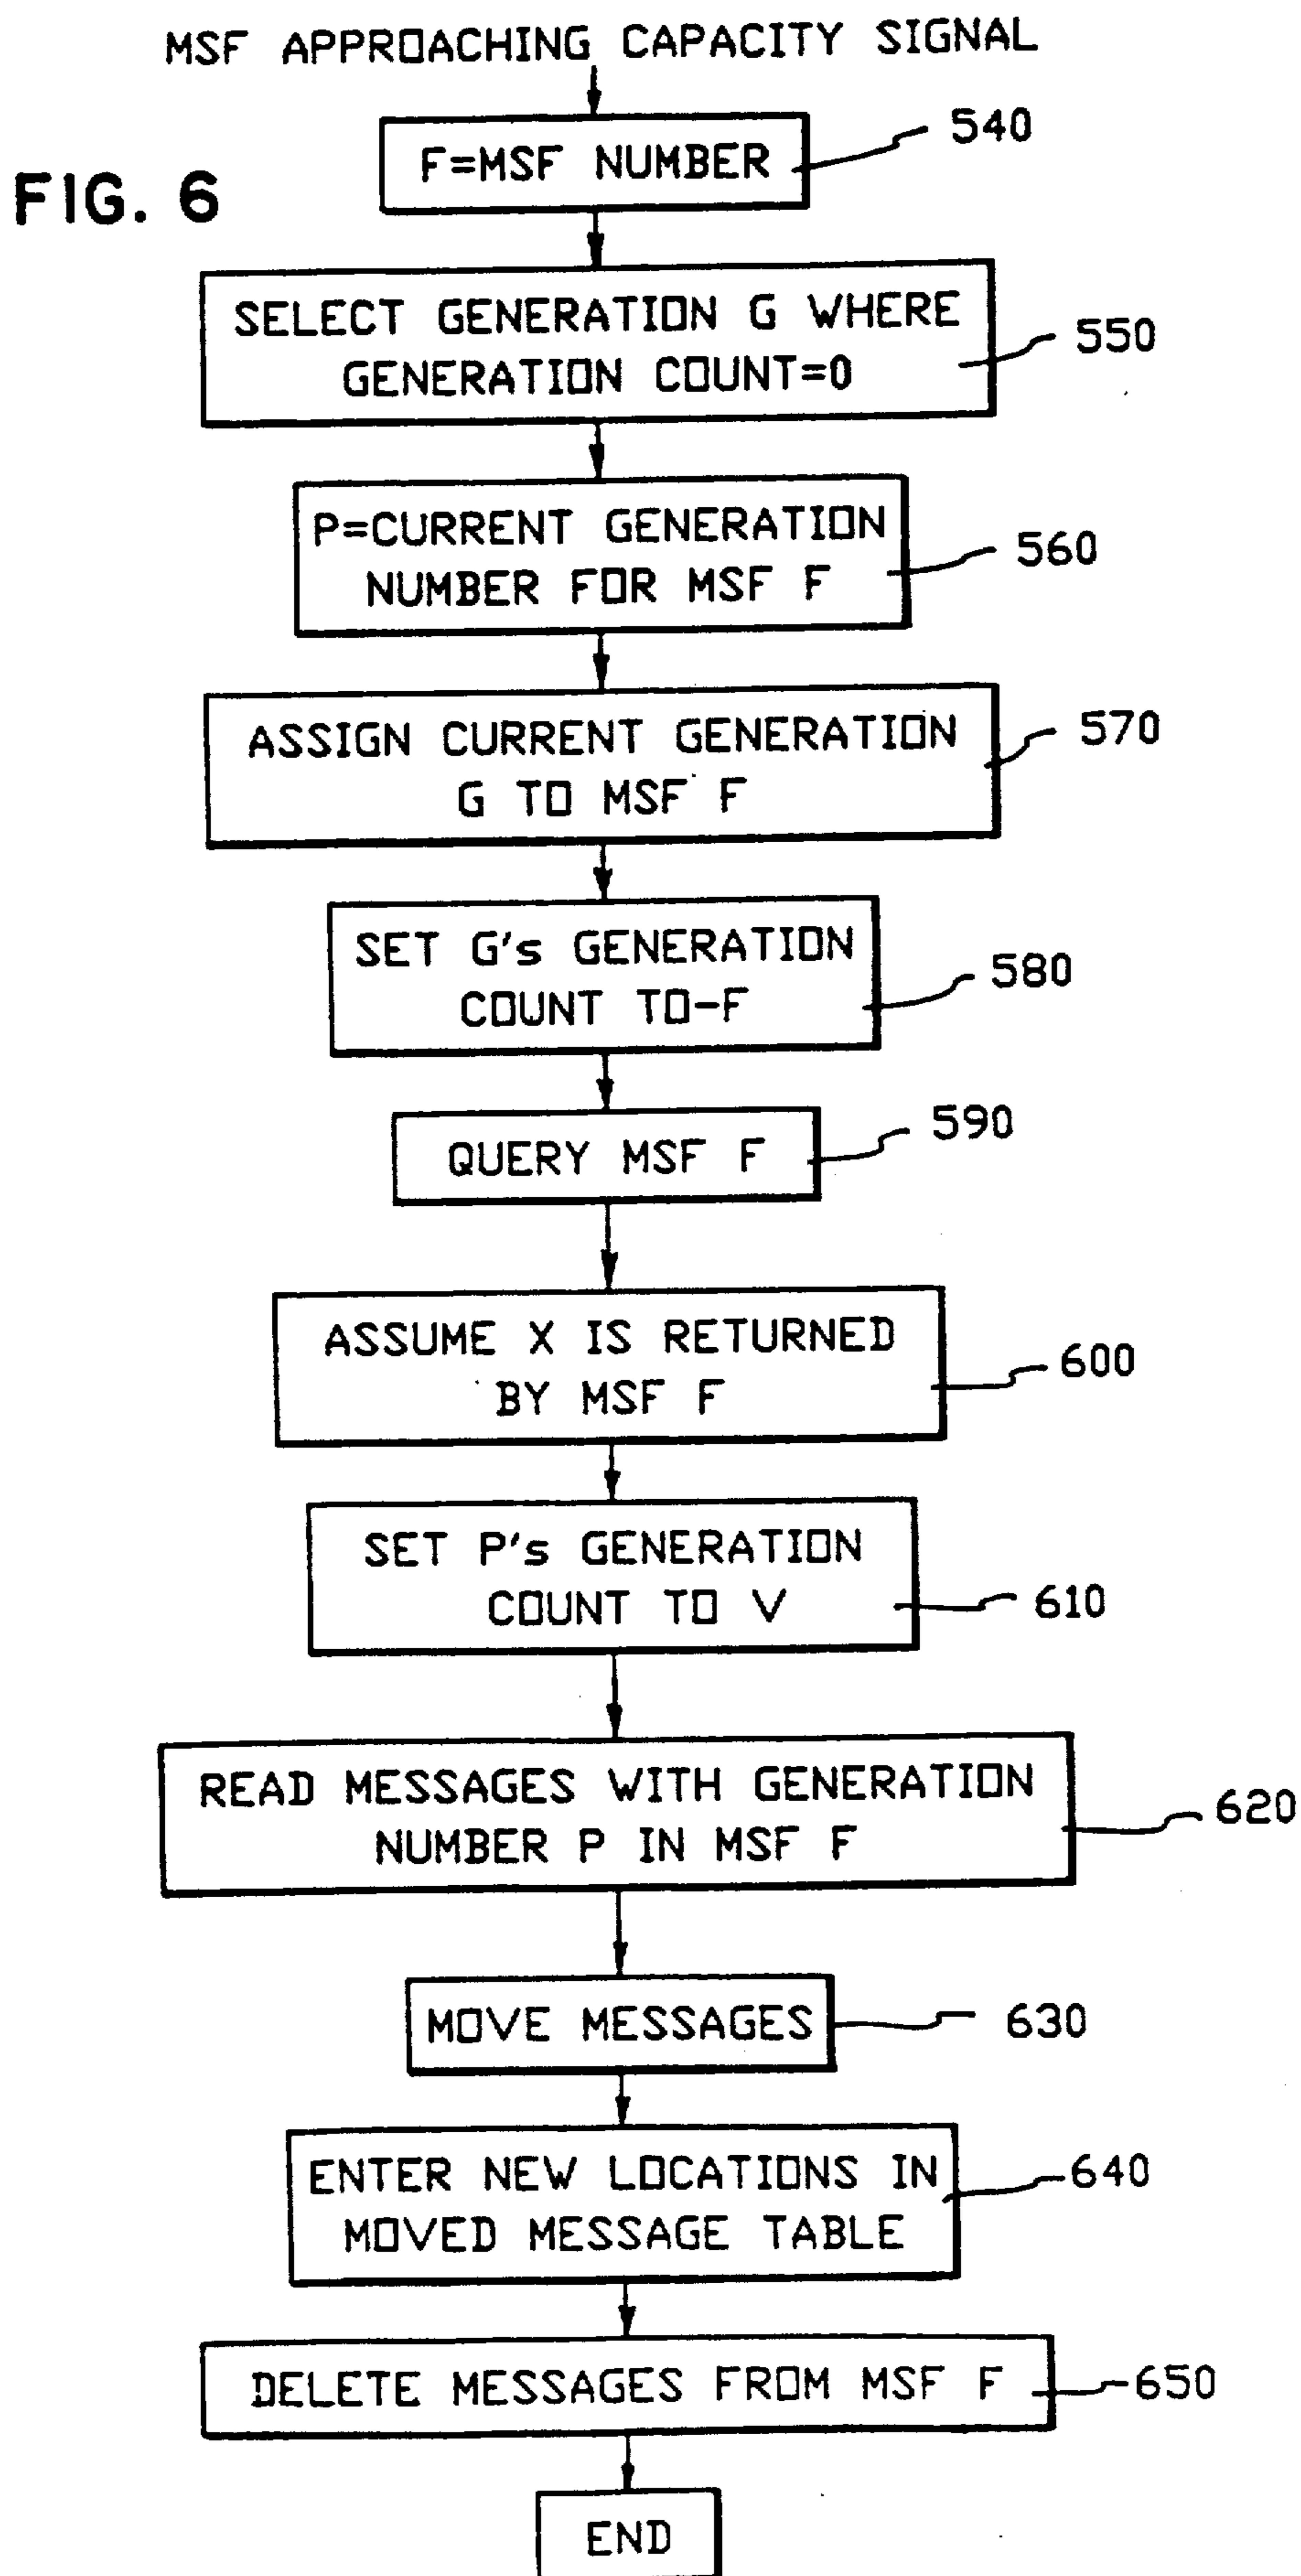 MSF APPROACHING CAPACITY SIGNAL
F=MSF NUMBER
540
FIG. 6
SELECT GENERATION G WHERE
GENERATION COUNT=0
550
P=CURRENT GENERATION
NUMBER FOR MSF F
560
ASSIGN CURRENT GENERATION
G TO MSF F
570
SET G's GENERATION
COUNT TO-F
580
QUERY MSF F
590
ASSUME X IS RETURNED
BY MSF F
600
SET P's GENERATION
COUNT TO V
610
READ MESSAGES WITH GENERATION
NUMBER P IN MSF F
620
MOVE MESSAGES
630
ENTER NEW LOCATIONS IN
MOVED MESSAGE TABLE
640
DELETE MESSAGES FROM MSF F
650
END